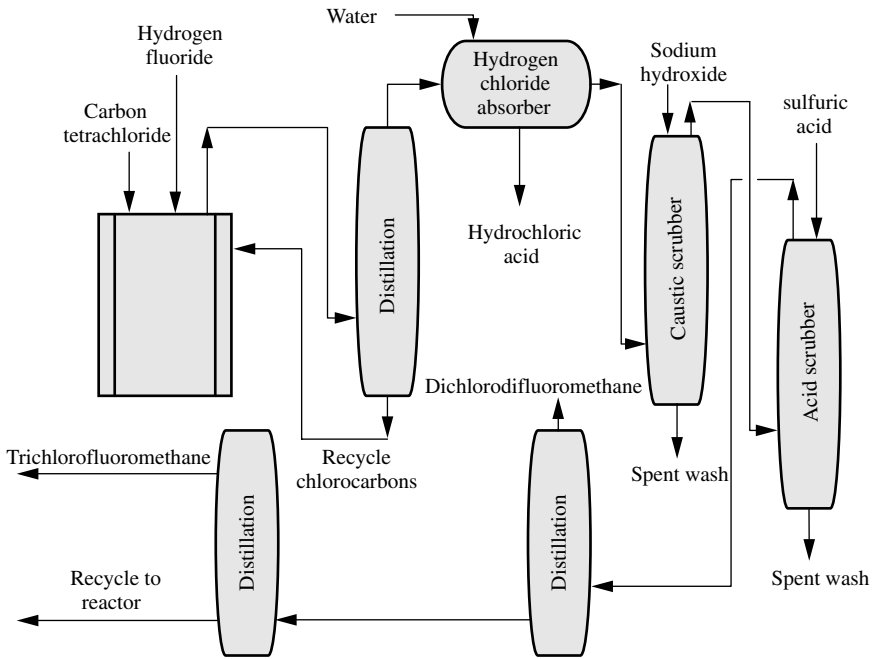 Water
Hydrogen
fluoride
Carbon
tetrachloride
Hydrogen
chloride
absorber
Sodium
hydroxide
sulfuric
acid
Distillation
Hydrochloric
acid
Caustic scrubber
Acid scrubber
Dichlorodifluoromethane
Trichlorofluoromethane
Recycle
chlorocarbons
Spent wash
Distillation
Distillation
Recycle to
reactor
Spent wash